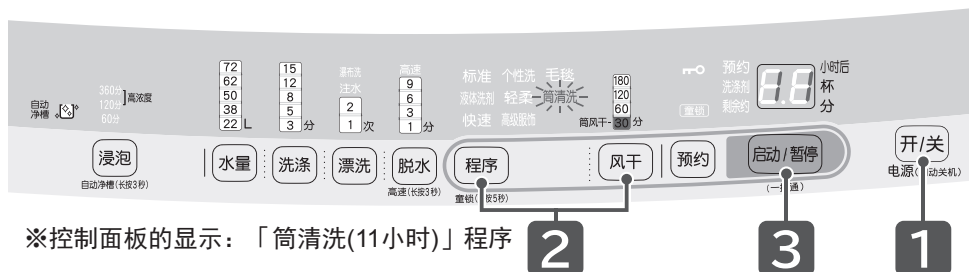 自动
净槽
360分
120分
60分
高浓度
72
62
50
38
22 L
15
12
8
5
3 分
瀑布洗
注水
2
1 次
高速
9
6
3
1 分
标准 个性洗 毛毯
液体洗剂 轻柔 筒清洗
快速 高级服饰
180
120
60
筒风干-30 分
童锁
预约
洗涤剂
剩余约
小时后
杯
分
浸泡
自动净槽(长按3秒)
水量
洗涤
漂洗
脱水
高速(长按3秒)
程序
童锁(按5秒)
风干
预约
启动/暂停
开/关
2
3
1
※控制面板的显示：「筒清洗(11小时)」程序